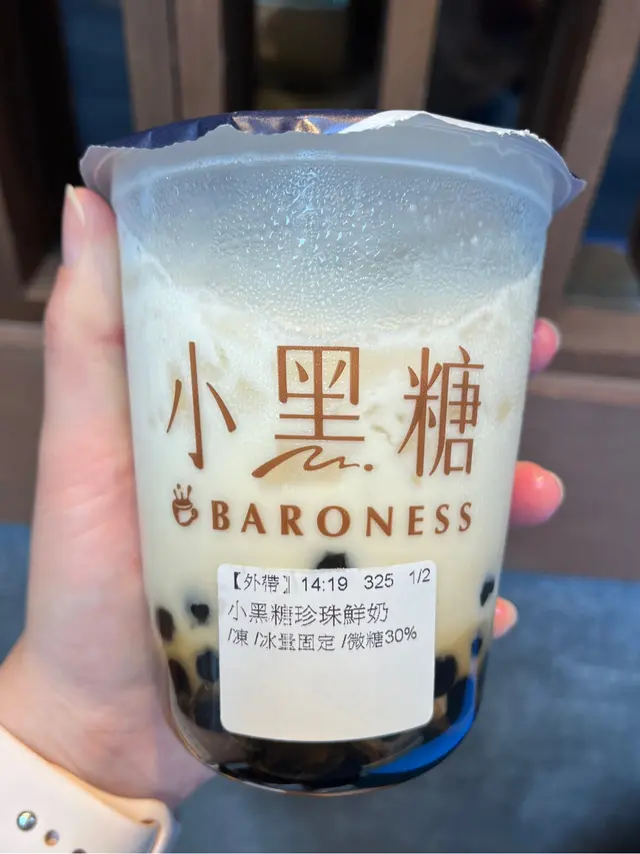 小黑糖
BARONESS
【外帶】 14:19 325 1/2
小黑糖珍珠鮮奶
/凍 /冰量固定 /微糖30%